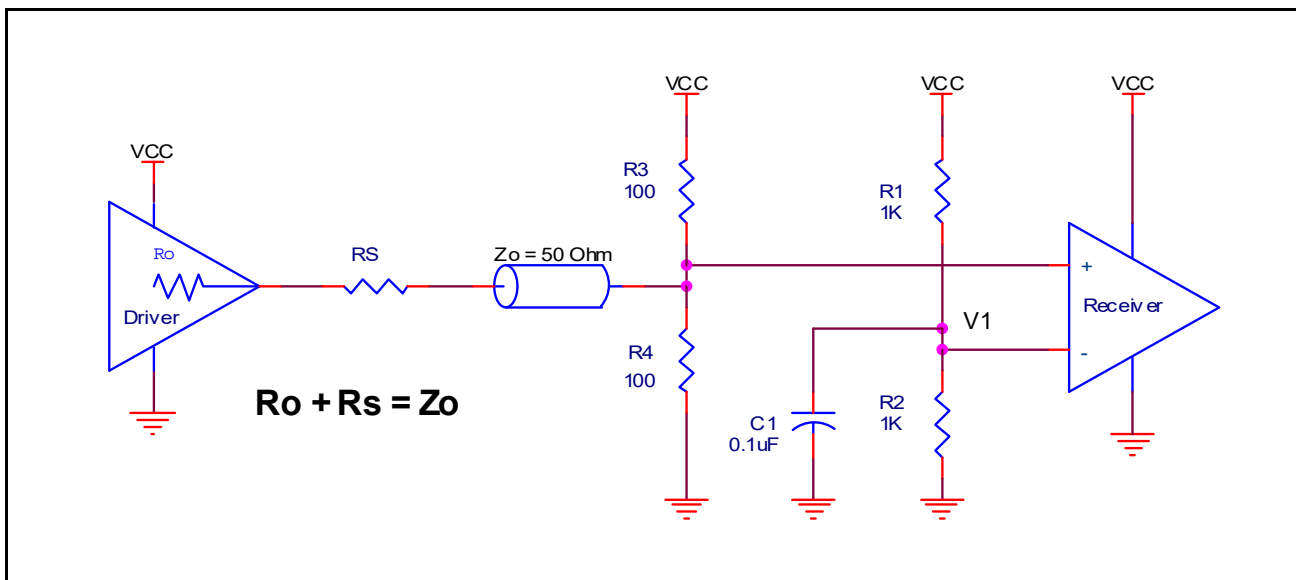 VCC
VCC
VCC
VCC
R3
100
R1
1K
Ro
RS
Zo = 50 Ohm
+
Driver
Receiver
V1
-
R4
100
Ro + Rs = Zo
R2
1K
C1
0.1uF